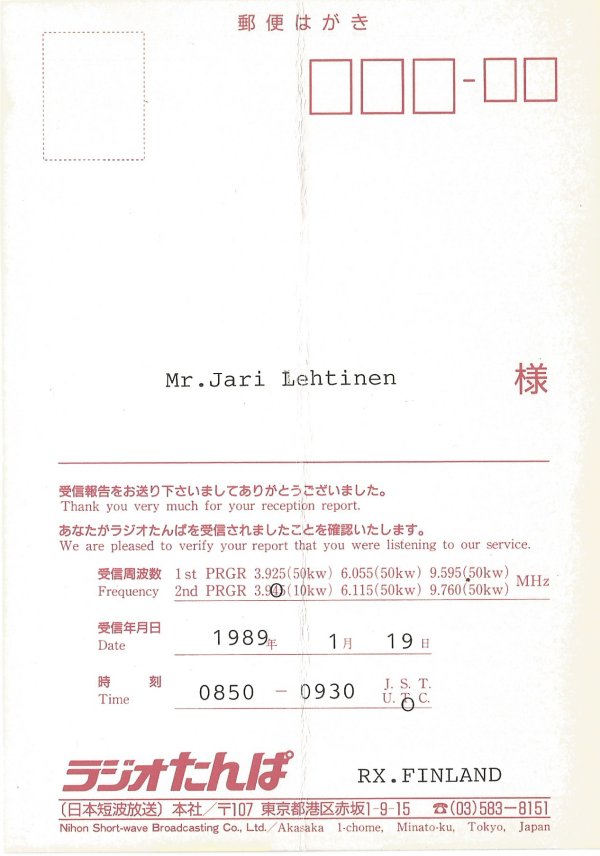 郵便はがき
Mr.Jari Lehtinen 様
受信報告をお送り下さいましてありがとうございました。
Thank you very much for your reception report.
あなたがラジオたんぱを受信されましたことを確認いたします。
We are pleased to verify your report that you were listening to our service.
受信周波数 1st PRGR 3.925(50kw) 6.055(50kw) 9.595(50kw) MHz
Frequency 2nd PRGR 3.945(10kw) 6.115(50kw) 9.760(50kw)
受信年月日
Date 1989年 1月 19日
時刻 J. S. T.
Time 0850 - 0930 U. T. C.
ラジオたんぱ RX.FINLAND
(日本短波放送) 本社/〒107 東京都港区赤坂1-9-15 ☎(03)583-8151
Nihon Short-wave Broadcasting Co., Ltd./Akasaka 1-chome, Minato-ku, Tokyo, Japan